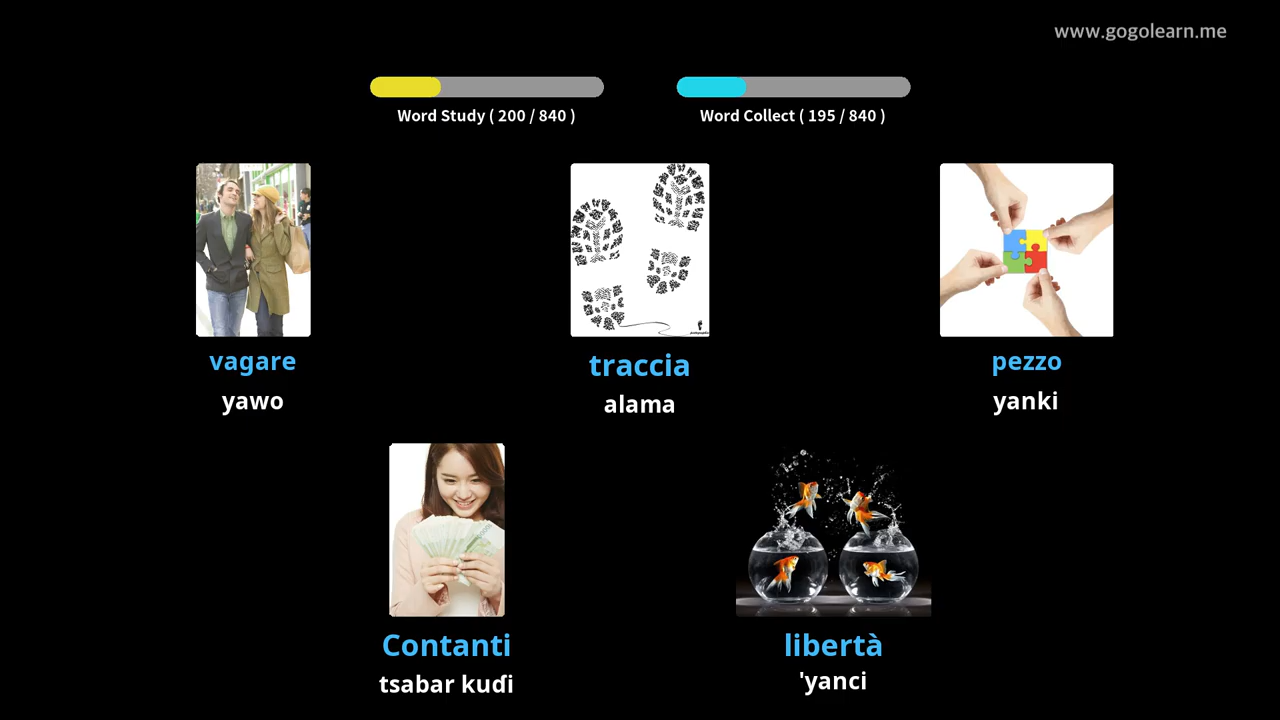 www.gogolearn.me
Word Study ( 200 / 840 )
Word Collect ( 195 / 840 )
vagare
traccia
pezzo
yawo
alama
yanki
Contanti
libertà
tsabar kuɗi
'yanci